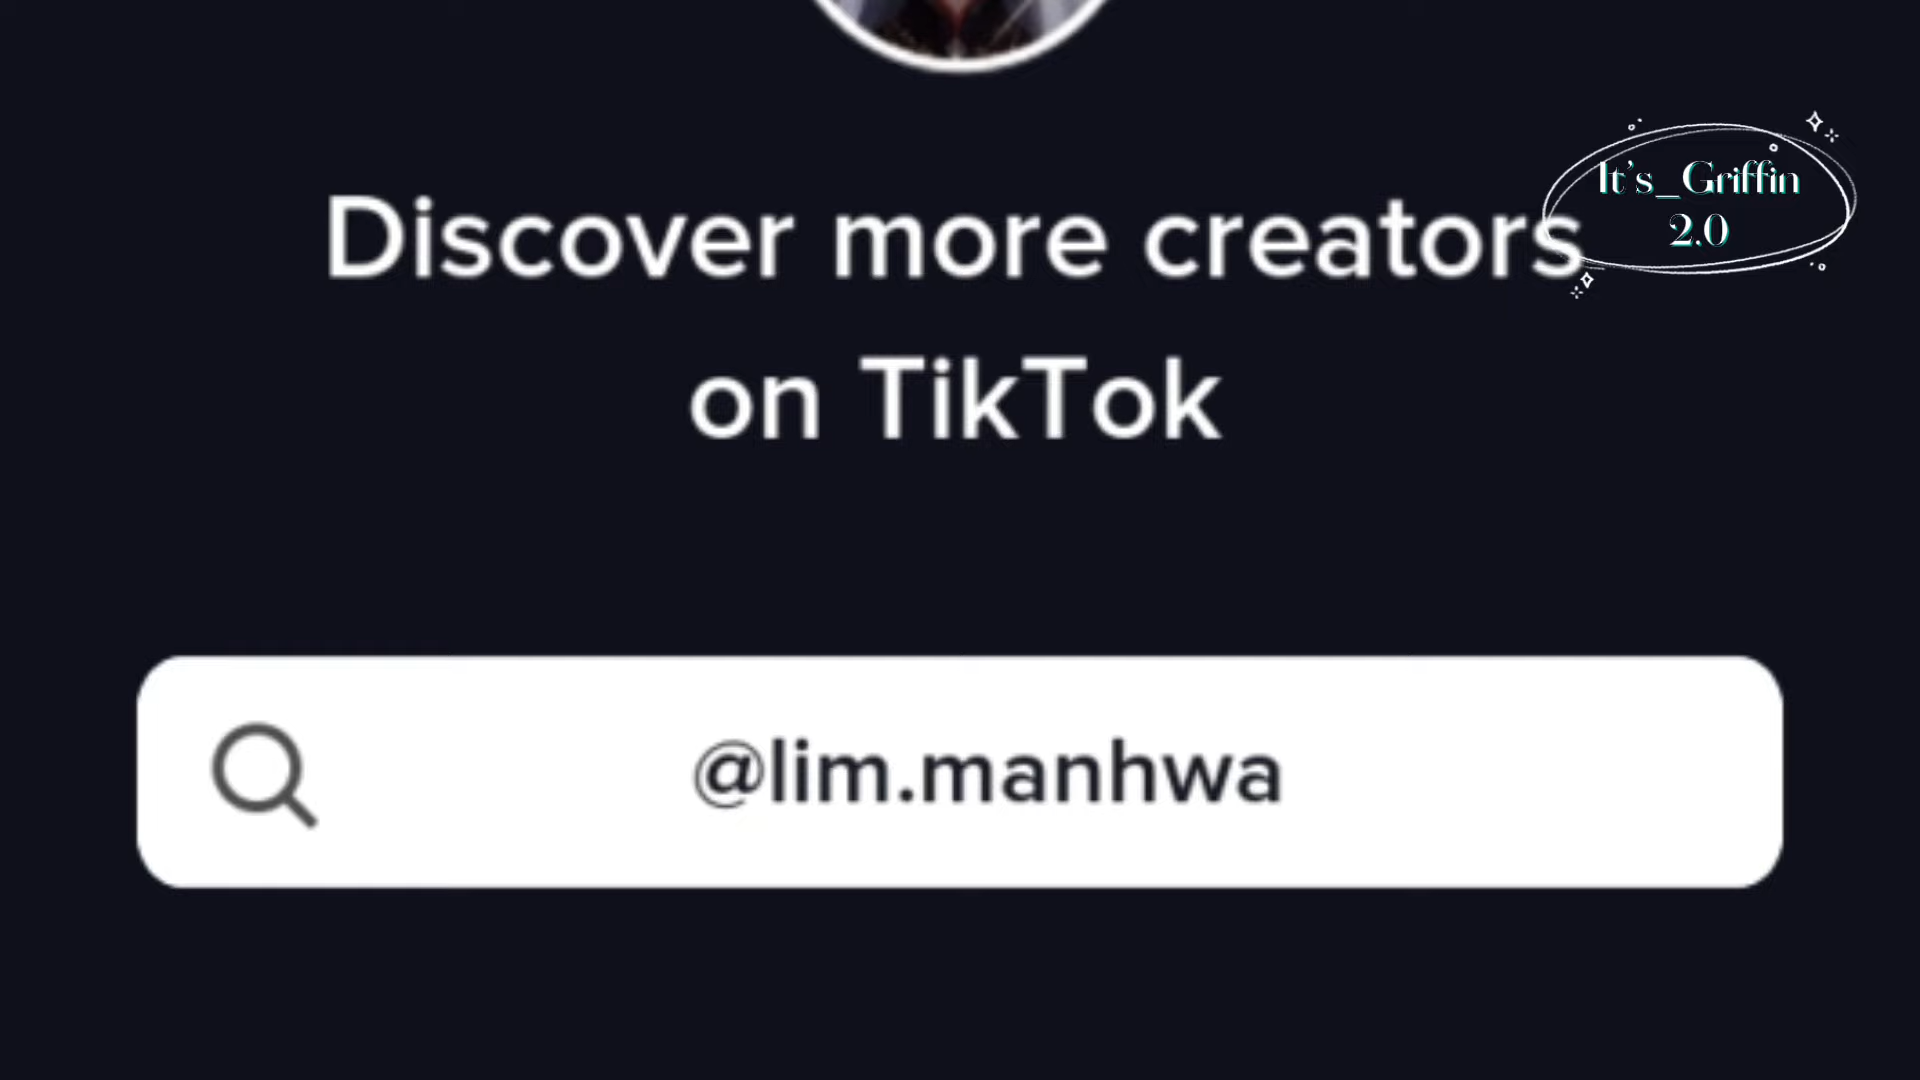 It's_Griffin
2.0
Discover more creators
on TikTok
@lim.manhwa